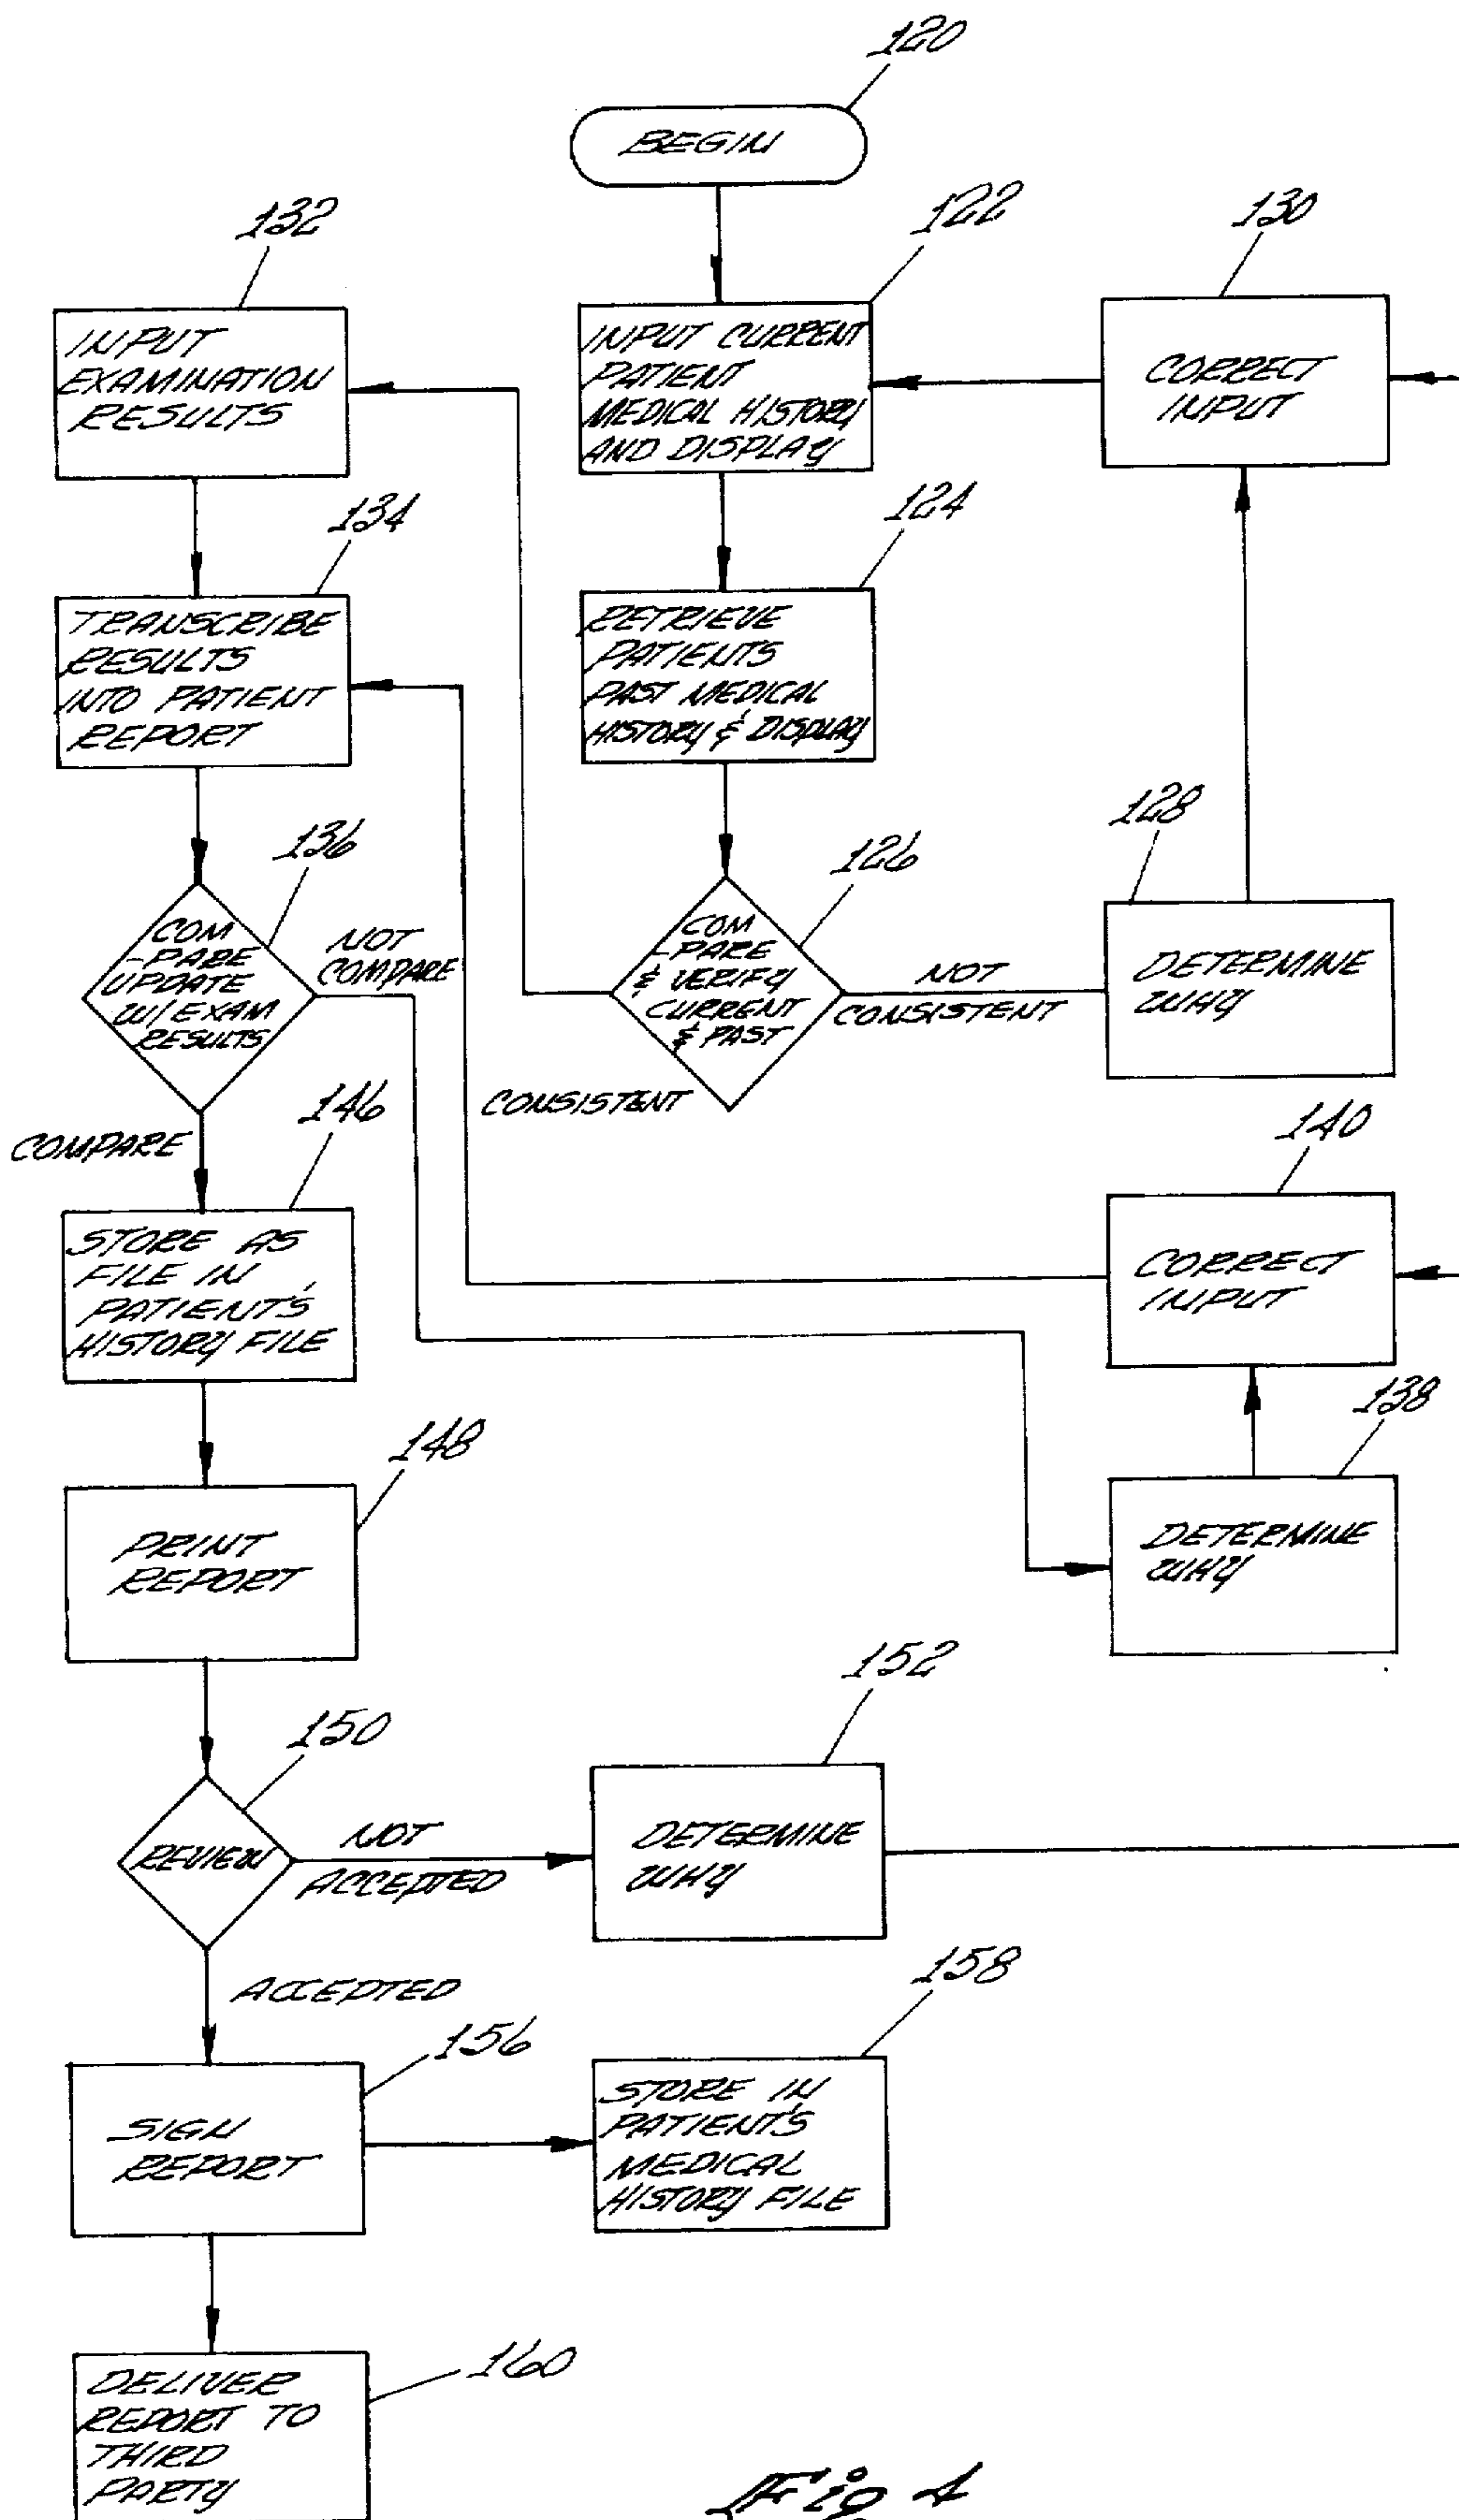 120
BEGIN
132
122
130
INPUT
EXAMINATION
RESULTS
INPUT CURRENT
PATIENT
MEDICAL HISTORY
AND DISPLAY
CORRECT
INPUT
134
124
TRANSCRIBE
RESULTS
INTO PATIENT
REPORT
RETRIEVE
PATIENTS
PAST MEDICAL
HISTORY & DISPLAY
136
126
128
COM
-PARE
UPDATE
W/ EXAM
RESULTS
NOT
COMPARE
COM
-PARE
& VERIFY
CURRENT
& PAST
NOT
CONSISTENT
DETERMINE
WHY
CONSISTENT
COMPARE
146
140
STORE AS
FILE IN
PATIENT'S
HISTORY FILE
CORRECT
INPUT
148
138
PRINT
REPORT
DETERMINE
WHY
150
152
REVIEW
NOT
ACCEPTED
DETERMINE
WHY
ACCEPTED
156
158
SIGN
REPORT
STORE IN
PATIENT'S
MEDICAL
HISTORY FILE
160
DELIVER
REPORT TO
THIRD
PARTY
Fig 4